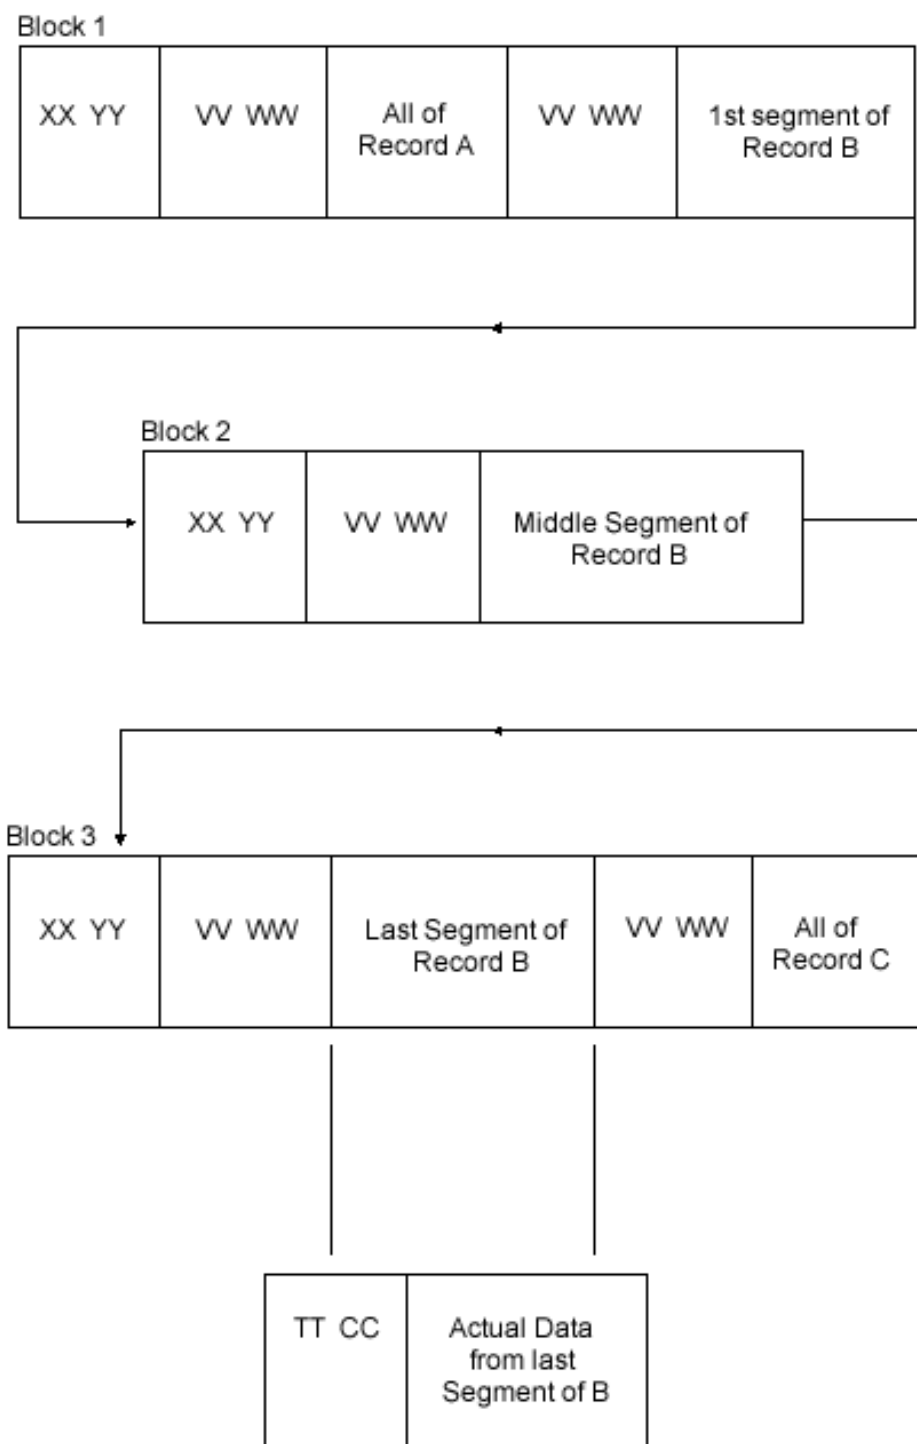 Block 1
XX YY
VV WW
All of
Record A
VV WW
1st segment of
Record B
Block 2
XX YY
VV WW
Middle Segment of
Record B
Block 3
XX YY
VV WW
Last Segment of
Record B
VV WW
All of
Record C
TT CC
Actual Data
from last
Segment of B